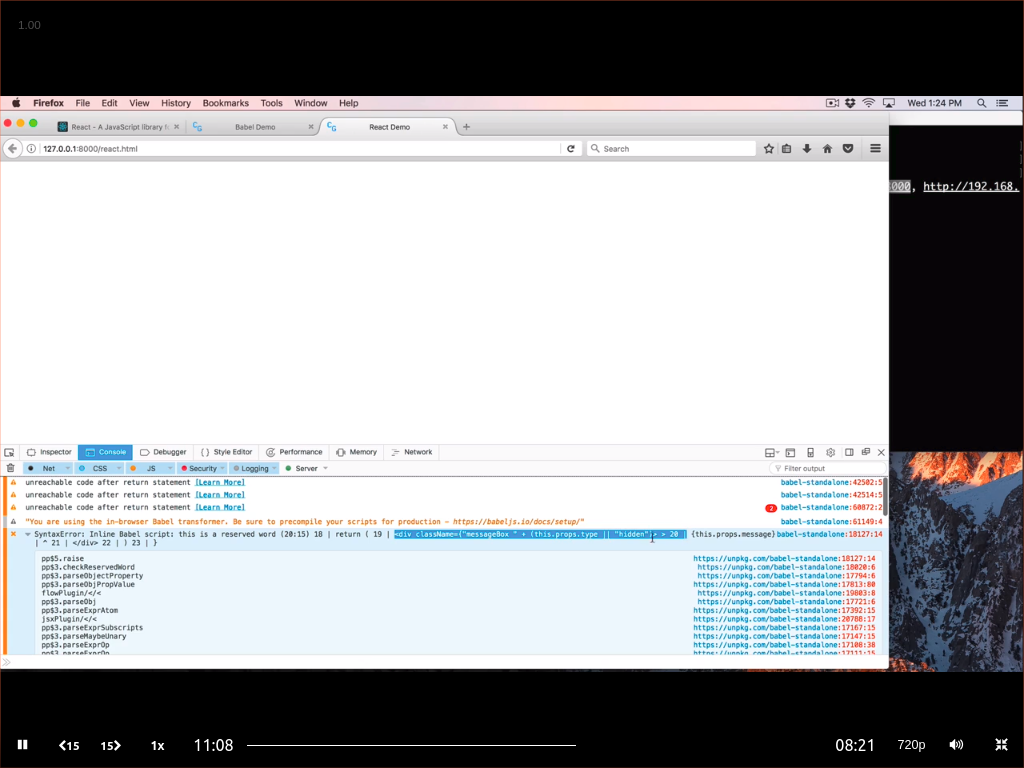 1.00
Firefox File Edit View History Bookmarks Tools Window Help Wed 1:24 PM
React - A JavaScript library f Babel Demo React Demo
127.0.0.1:8000/react.html Search
000, http://192.168.
Inspector Console Debugger { } Style Editor Performance Memory Network
Net CSS JS Security Logging Server Filter output
unreachable code after return statement [Learn More] babel-standalone:42502:5
unreachable code after return statement [Learn More] babel-standalone:42514:5
unreachable code after return statement [Learn More] 2 babel-standalone:60872:2
"You are using the in-browser Babel transformer. Be sure to precompile your scripts for production - https://babeljs.io/docs/setup/" babel-standalone:61149:4
SyntaxError: Inline Babel script: this is a reserved word (20:15) 18 | return ( 19 | <div className={"messageBox " + (this.props.type || "hidden")> > 20 | {this.props.message} babel-standalone:18127:14
| ^ 21 | </div> 22 | ) 23 | }
pp$5.raise https://unpkg.com/babel-standalone:18127:14
pp$3.checkReservedWord https://unpkg.com/babel-standalone:18020:6
pp$3.parseObjectProperty https://unpkg.com/babel-standalone:17794:6
pp$3.parseObjPropValue https://unpkg.com/babel-standalone:17813:80
flowPlugin/</< https://unpkg.com/babel-standalone:19803:8
pp$3.parseObj https://unpkg.com/babel-standalone:17721:6
pp$3.parseExprAtom https://unpkg.com/babel-standalone:17392:15
jsxPlugin/</< https://unpkg.com/babel-standalone:20788:17
pp$3.parseExprSubscripts https://unpkg.com/babel-standalone:17167:15
pp$3.parseMaybeUnary https://unpkg.com/babel-standalone:17147:15
pp$3.parseExprOp https://unpkg.com/babel-standalone:17108:38
pp$3.parseExprOp https://unpkg.com/babel-standalone:17111:15
15 15 1x 11:08 08:21 720p